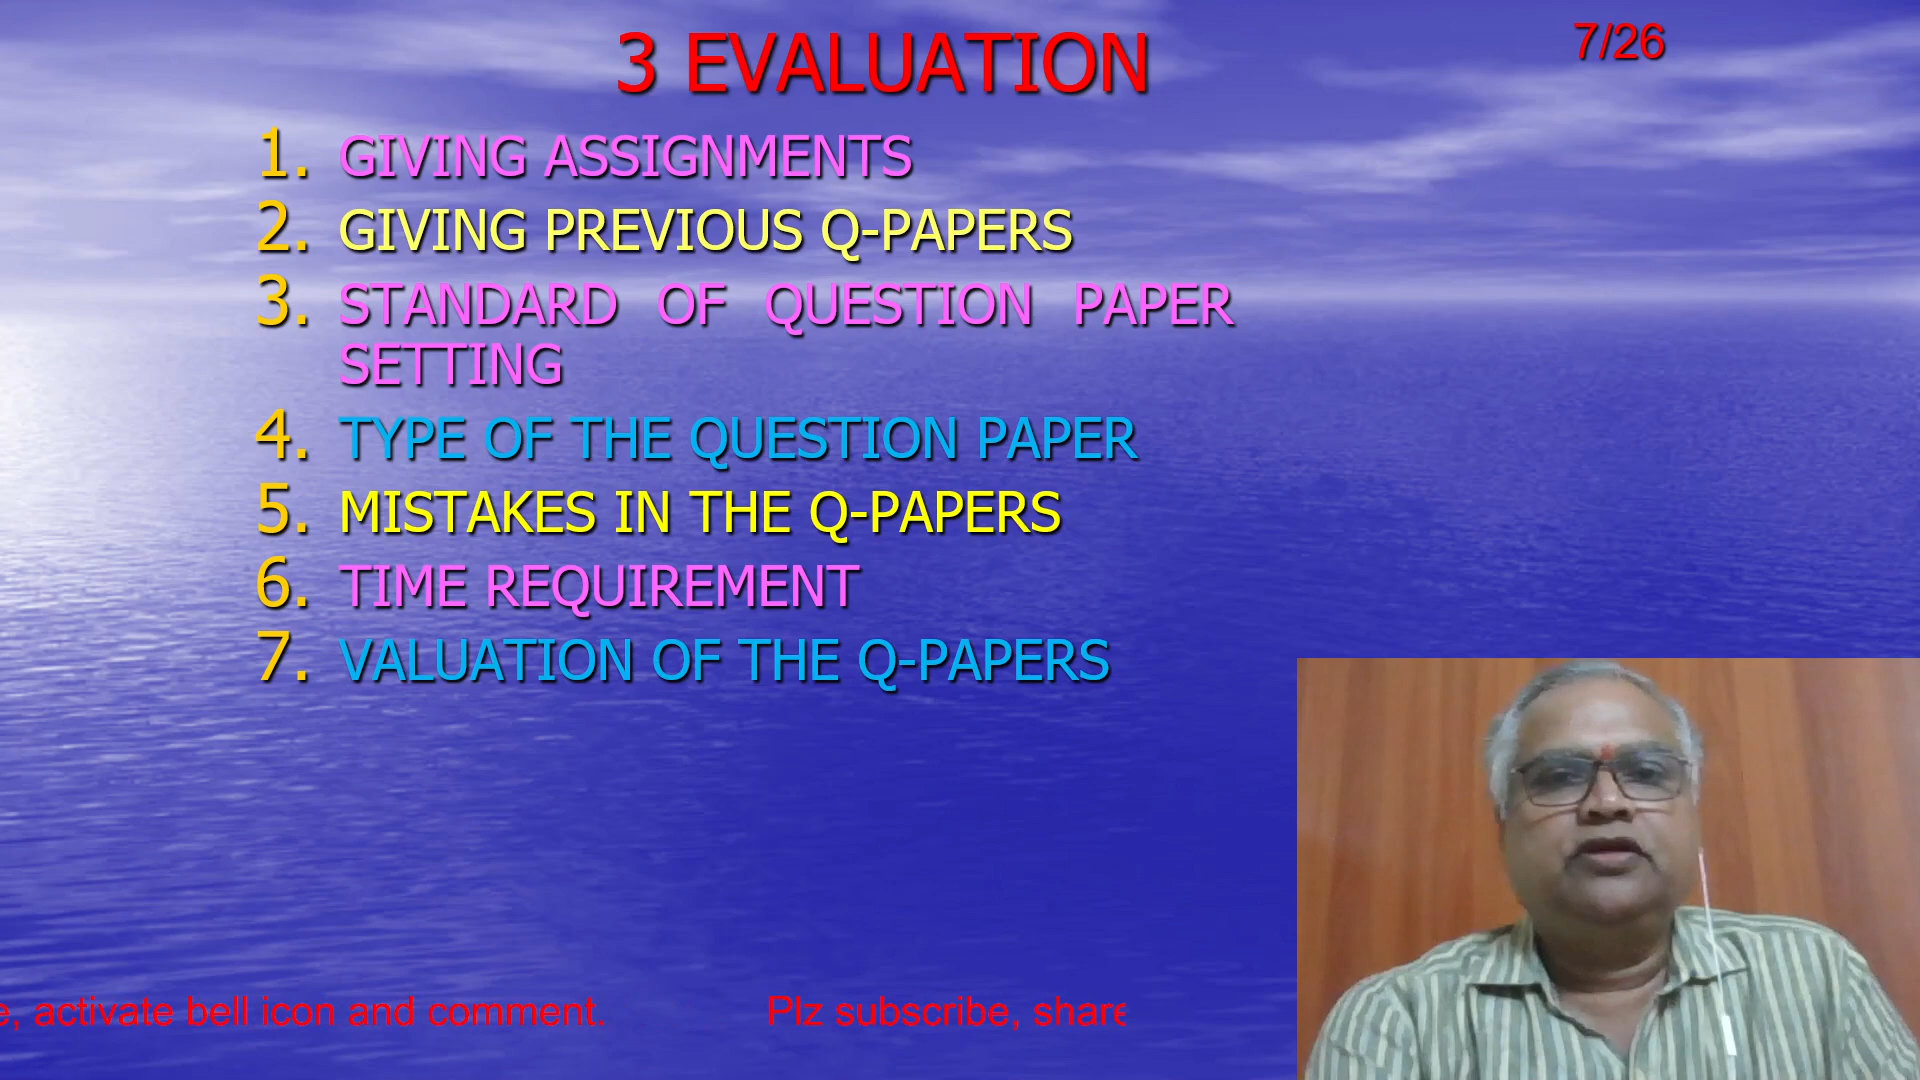 3 EVALUATION
7/26
1. GIVING ASSIGNMENTS
2. GIVING PREVIOUS Q-PAPERS
3. STANDARD OF QUESTION PAPER
SETTING
4. TYPE OF THE QUESTION PAPER
5. MISTAKES IN THE Q-PAPERS
6. TIME REQUIREMENT
7. VALUATION OF THE Q-PAPERS
e, activate bell icon and comment. Plz subscribe, share